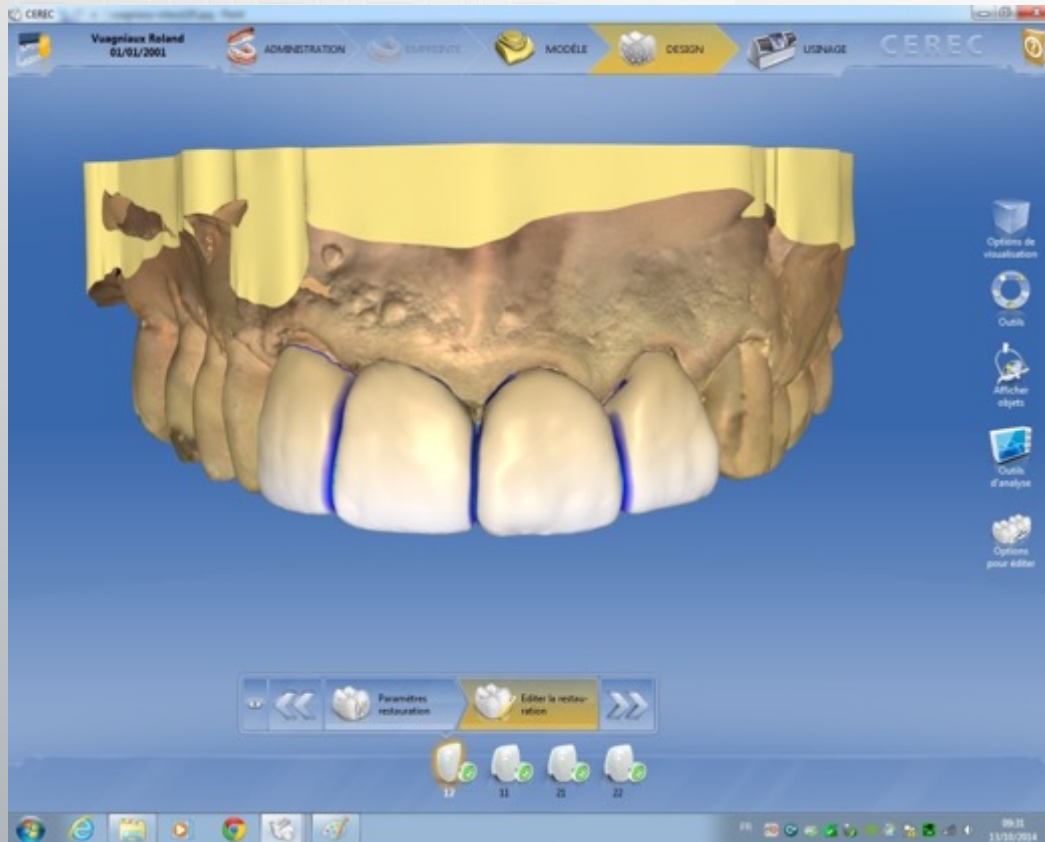 CEREC
Vuagniaux Roland
01/01/2001
ADMINISTRATION
EMPREINTE
MODÈLE
DESIGN
USINAGE
CEREC
Options de
visualisation
Outils
Afficher
objets
Outils
d'analyse
Options
pour éditer
Paramètres
restauration
Editer la restau-
ration
12
11
21
22
FR
09:31
13/10/2014